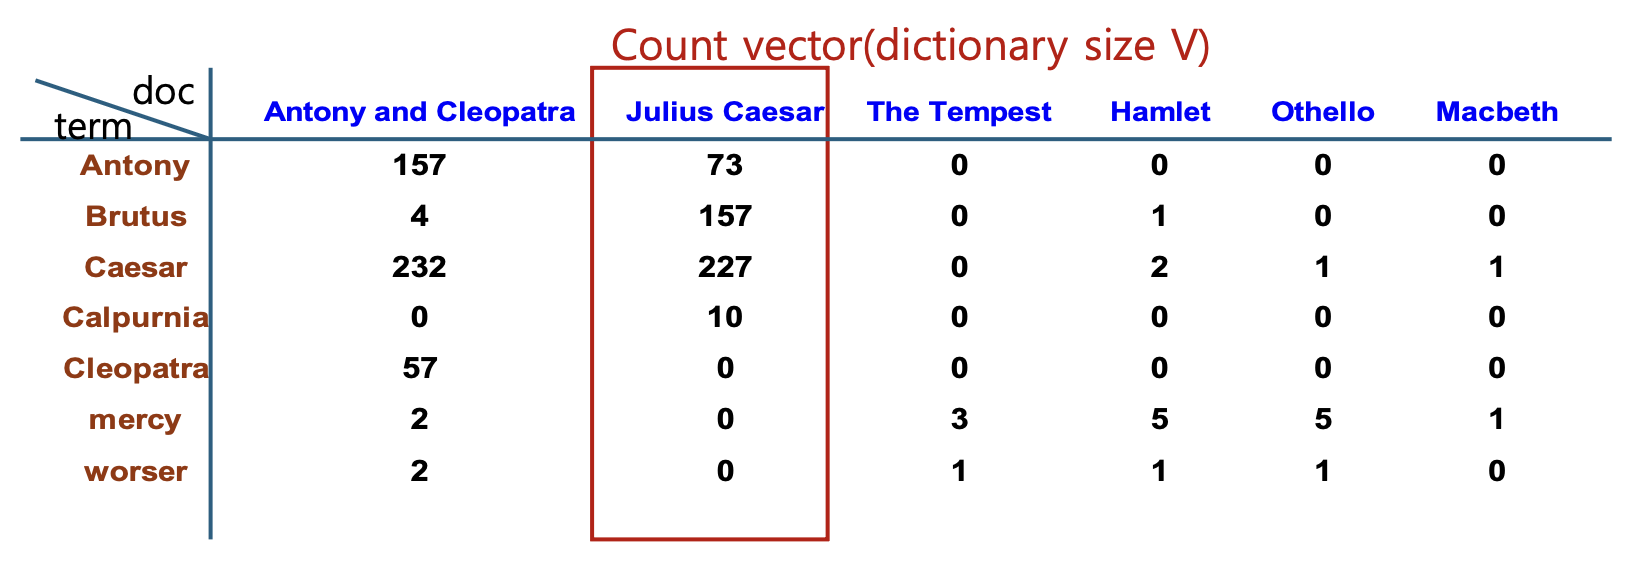 Count vector(dictionary size V)
doc
term
Antony and Cleopatra Julius Caesar The Tempest Hamlet Othello Macbeth
Antony 157 73 0 0 0 0
Brutus 4 157 0 1 0 0
Caesar 232 227 0 2 1 1
Calpurnia 0 10 0 0 0 0
Cleopatra 57 0 0 0 0 0
mercy 2 0 3 5 5 1
worser 2 0 1 1 1 0